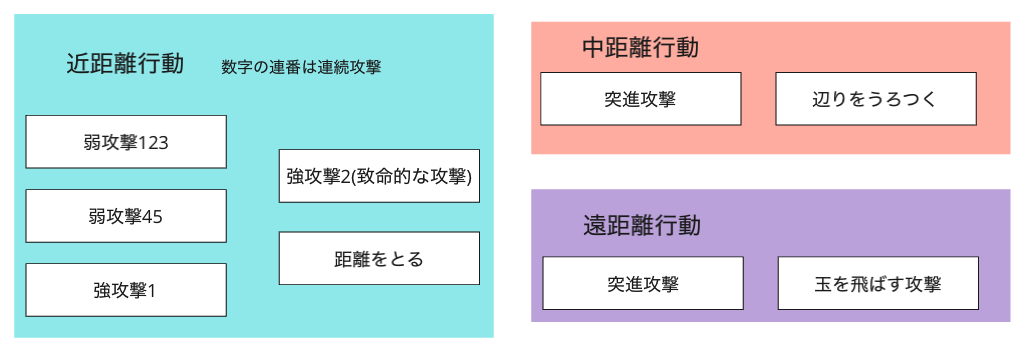 近距離行動
数字の連番は連続攻撃
弱攻撃123
弱攻撃45
強攻撃1
強攻撃2(致命的な攻撃)
距離をとる
中距離行動
突進攻撃
辺りをうろつく
遠距離行動
突進攻撃
玉を飛ばす攻撃